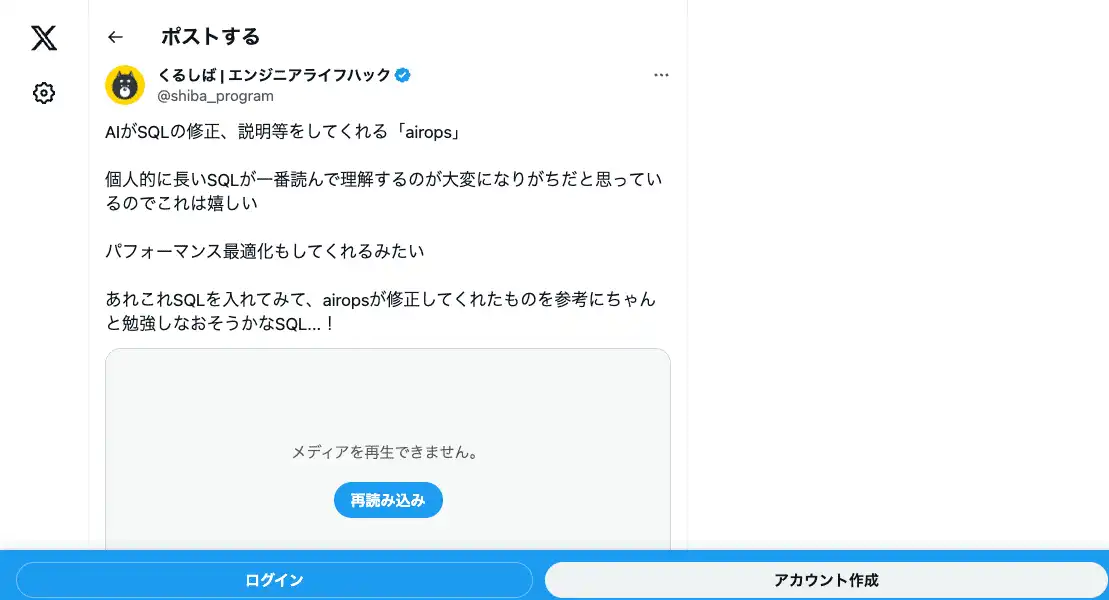 ポストする
くるしば | エンジニアライフハック
@shiba_program
AIがSQLの修正、説明等をしてくれる「airops」
個人的に長いSQLが一番読んで理解するのが大変になりがちだと思ってい
るのでこれは嬉しい
パフォーマンス最適化もしてくれるみたい
あれこれSQLを入れてみて、airopsが修正してくれたものを参考にちゃん
と勉強しなおそうかなSQL...！
メディアを再生できません。
再読み込み
ログイン
アカウント作成